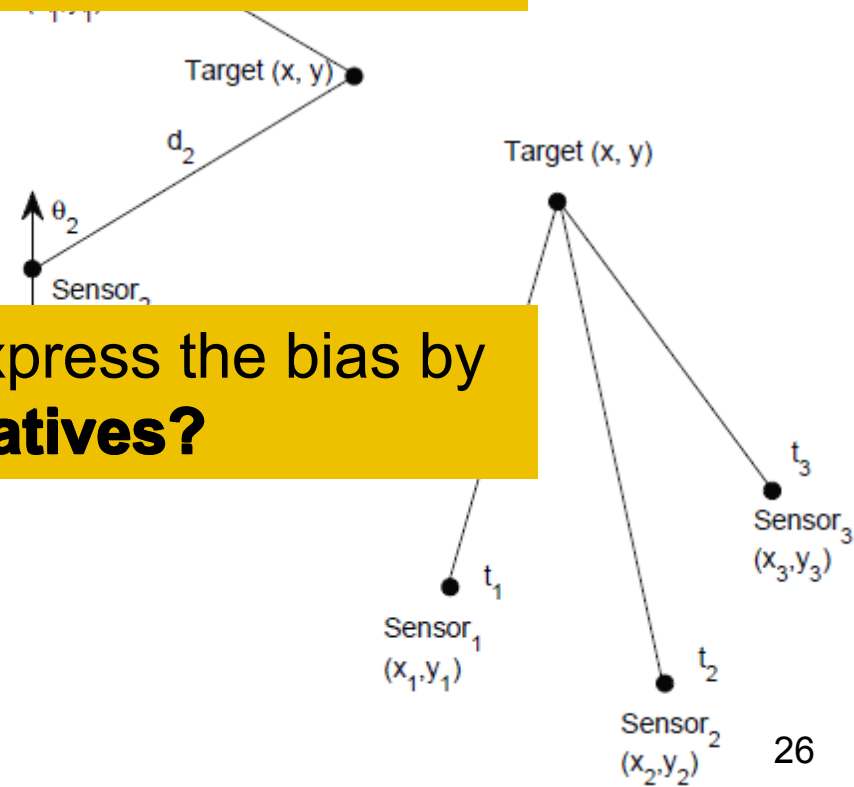 Target (x, y)
d₂
θ₂
Sensor₂
Target (x, y)
express the bias by
atives?
t₃
Sensor₃
(x₃,y₃)
t₁
Sensor₁
(x₁,y₁)
t₂
Sensor₂
(x₂,y₂)
26